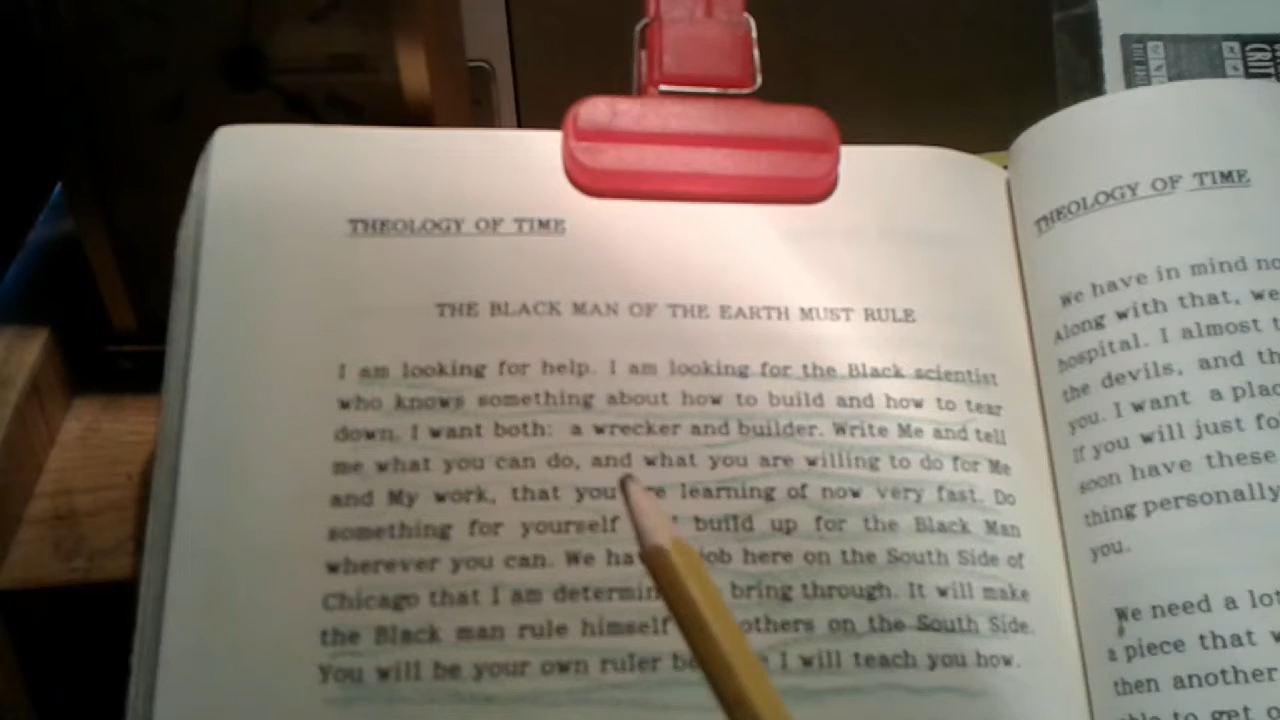 THEOLOGY OF TIME
THE BLACK MAN OF THE EARTH MUST RULE
I am looking for help. I am looking for the Black scientist
who knows something about how to build and how to tear
down. I want both: a wrecker and builder. Write Me and tell
me what you can do, and what you are willing to do for Me
and My work, that you learning of now very fast. Do
something for yourself build up for the Black Man
wherever you can. We job here on the South Side of
Chicago that I am bring through. It will make
the Black man rule himself others on the South Side.
You will be your own ruler I will teach you how.
THEOLOGY OF TIME
We have in mind
Along with that, we
hospital. I almost
the devils, and
you. I want a
If you will just
soon have these
thing personally
you.
We need a lot
a piece that
then another
to get